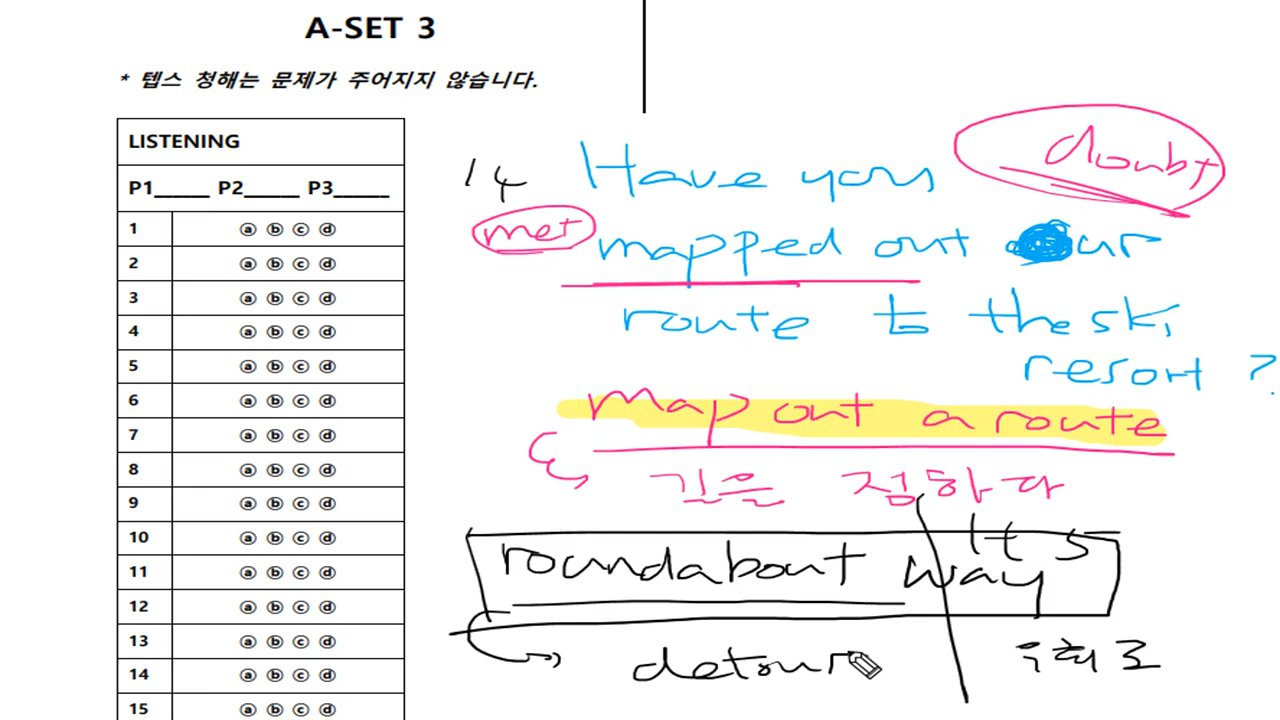 A-SET 3
* 텝스 청해는 문제가 주어지지 않습니다.
LISTENING
P1______ P2______ P3______
1 ⓐ ⓑ ⓒ ⓓ
2 ⓐ ⓑ ⓒ ⓓ
3 ⓐ ⓑ ⓒ ⓓ
4 ⓐ ⓑ ⓒ ⓓ
5 ⓐ ⓑ ⓒ ⓓ
6 ⓐ ⓑ ⓒ ⓓ
7 ⓐ ⓑ ⓒ ⓓ
8 ⓐ ⓑ ⓒ ⓓ
9 ⓐ ⓑ ⓒ ⓓ
10 ⓐ ⓑ ⓒ ⓓ
11 ⓐ ⓑ ⓒ ⓓ
12 ⓐ ⓑ ⓒ ⓓ
13 ⓐ ⓑ ⓒ ⓓ
14 ⓐ ⓑ ⓒ ⓓ
15 ⓐ ⓑ ⓒ ⓓ
doubt
14 Have you
met
mapped out our
route to the ski
resort ?
map out a route
길을 정하다
It's
roundabout way
detour
우회로